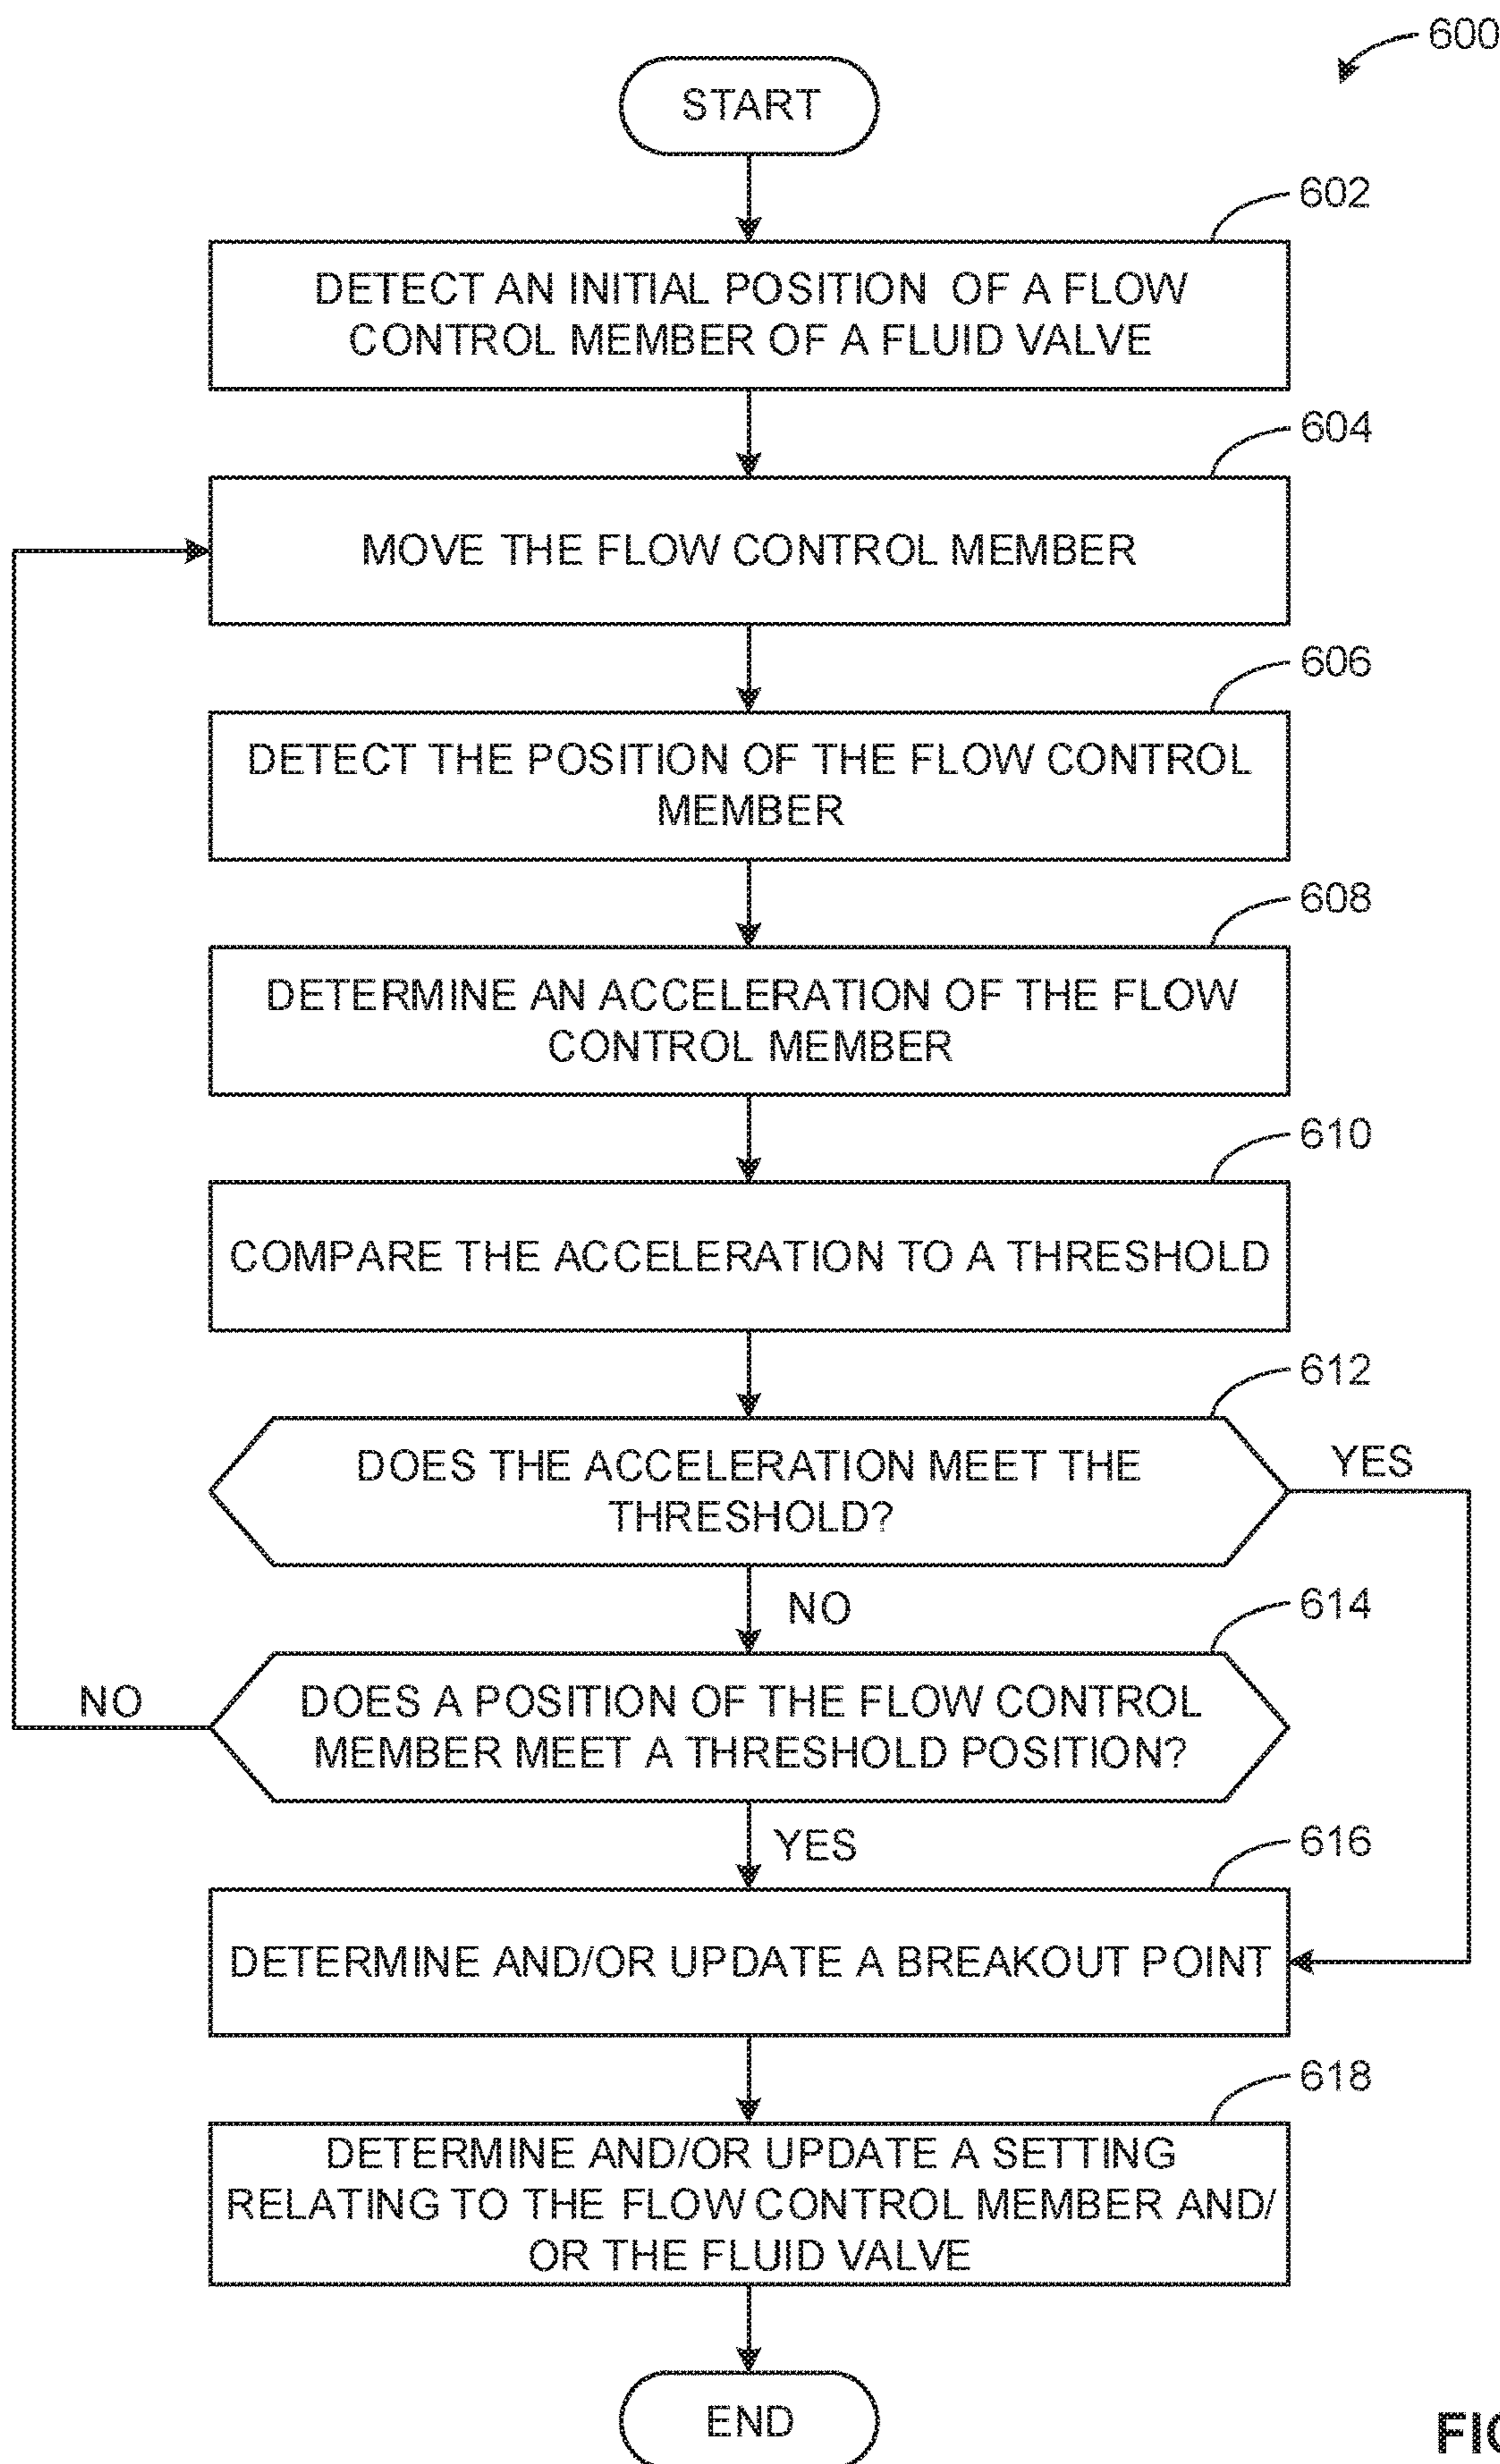 600
START
602
DETECT AN INITIAL POSITION OF A FLOW
CONTROL MEMBER OF A FLUID VALVE
604
MOVE THE FLOW CONTROL MEMBER
606
DETECT THE POSITION OF THE FLOW CONTROL
MEMBER
608
DETERMINE AN ACCELERATION OF THE FLOW
CONTROL MEMBER
610
COMPARE THE ACCELERATION TO A THRESHOLD
612
DOES THE ACCELERATION MEET THE
THRESHOLD?
YES
NO
614
DOES A POSITION OF THE FLOW CONTROL
MEMBER MEET A THRESHOLD POSITION?
NO
YES
616
DETERMINE AND/OR UPDATE A BREAKOUT POINT
618
DETERMINE AND/OR UPDATE A SETTING
RELATING TO THE FLOW CONTROL MEMBER AND/
OR THE FLUID VALVE
END